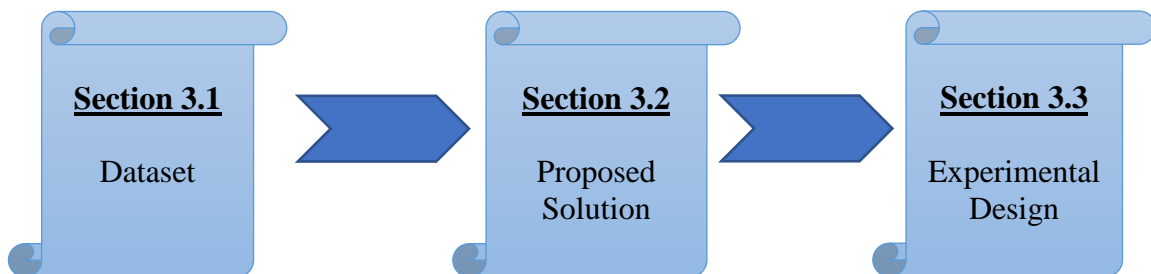 Section 3.1
Dataset
Section 3.2
Proposed
Solution
Section 3.3
Experimental
Design